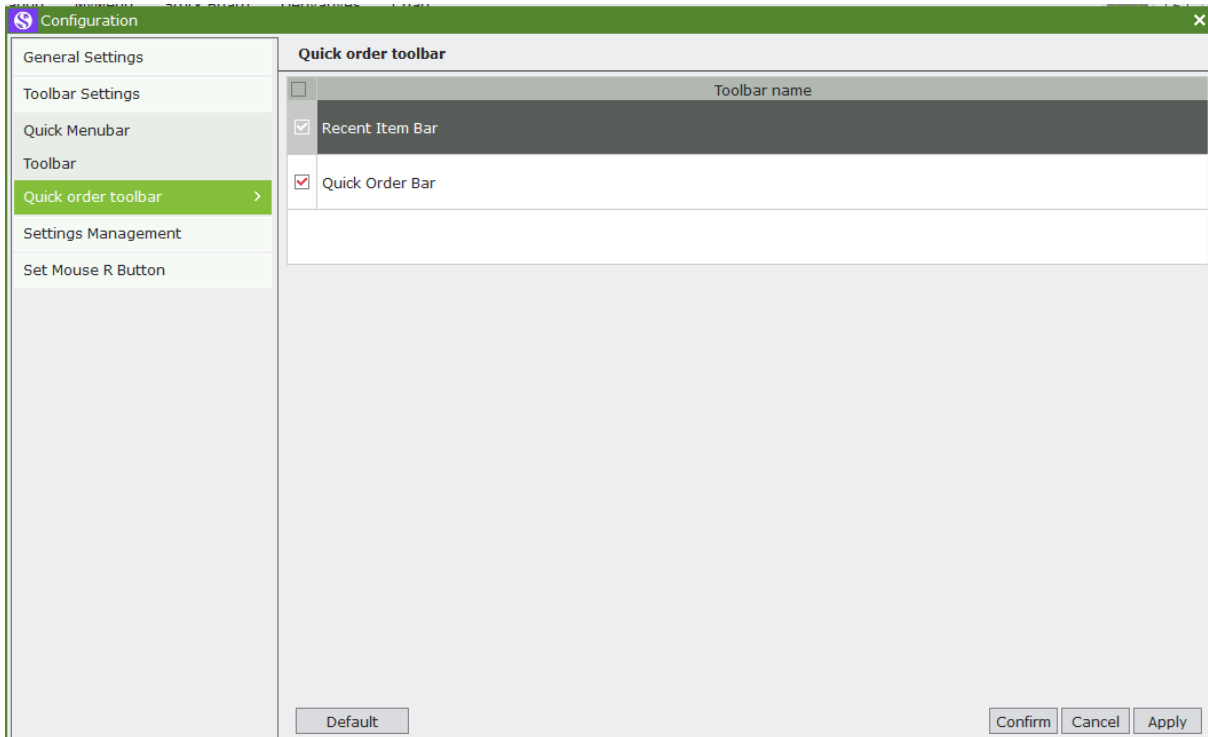 Configuration
General Settings
Toolbar Settings
Quick Menubar
Toolbar
Quick order toolbar
Settings Management
Set Mouse R Button
Quick order toolbar
Toolbar name
Recent Item Bar
Quick Order Bar
Default
Confirm
Cancel
Apply